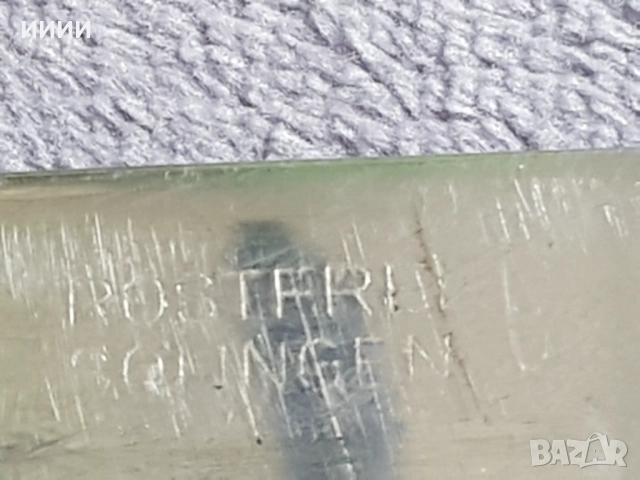 ииии
ROSTFREI
SOLINGEN
BAZAR